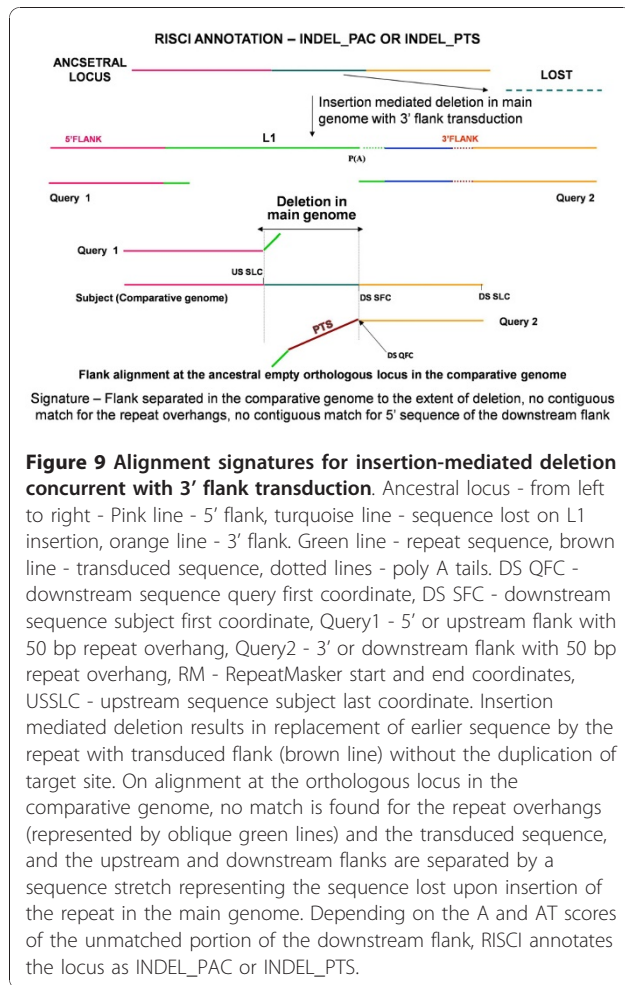 RISCI ANNOTATION – INDEL_PAC OR INDEL_PTS
ANCSETRAL LOCUS
LOST
Insertion mediated deletion in main genome with 3' flank transduction
5'FLANK
L1
3'FLANK
P(A)
Query 1
Query 2
Deletion in main genome
Query 1
US SLC
Subject (Comparative genome)
DS SFC
DS SLC
PTS
Query 2
DS QFC
Flank alignment at the ancestral empty orthologous locus in the comparative genome
Signature – Flank separated in the comparative genome to the extent of deletion, no contiguous
match for the repeat overhangs, no contiguous match for 5' sequence of the downstream flank
Figure 9 Alignment signatures for insertion-mediated deletion
concurrent with 3' flank transduction. Ancestral locus - from left
to right - Pink line - 5' flank, turquoise line - sequence lost on L1
insertion, orange line - 3' flank. Green line - repeat sequence, brown
line - transduced sequence, dotted lines - poly A tails. DS QFC -
downstream sequence query first coordinate, DS SFC - downstream
sequence subject first coordinate, Query1 - 5' or upstream flank with
50 bp repeat overhang, Query2 - 3' or downstream flank with 50 bp
repeat overhang, RM - RepeatMasker start and end coordinates,
USSLC - upstream sequence subject last coordinate. Insertion
mediated deletion results in replacement of earlier sequence by the
repeat with transduced flank (brown line) without the duplication of
target site. On alignment at the orthologous locus in the
comparative genome, no match is found for the repeat overhangs
(represented by oblique green lines) and the transduced sequence,
and the upstream and downstream flanks are separated by a
sequence stretch representing the sequence lost upon insertion of
the repeat in the main genome. Depending on the A and AT scores
of the unmatched portion of the downstream flank, RISCI annotates
the locus as INDEL_PAC or INDEL_PTS.